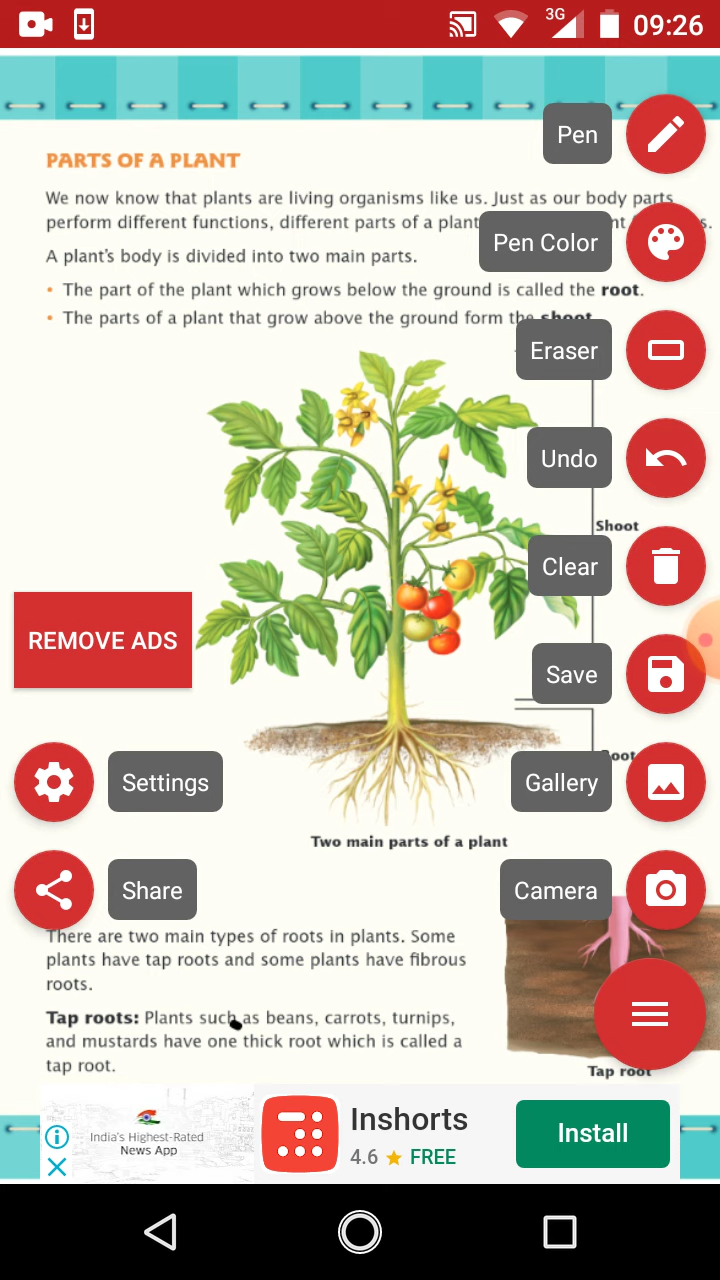 3G 09:26
PARTS OF A PLANT
Pen
We now know that plants are living organisms like us. Just as our body parts
perform different functions, different parts of a plant
Pen Color
A plant's body is divided into two main parts.
• The part of the plant which grows below the ground is called the root.
• The parts of a plant that grow above the ground form the shoot
Eraser
Undo
Shoot
Clear
REMOVE ADS
Save
Settings
Gallery
Two main parts of a plant
Share
Camera
There are two main types of roots in plants. Some
plants have tap roots and some plants have fibrous
roots.
Tap roots: Plants such as beans, carrots, turnips,
and mustards have one thick root which is called a
tap root.
Tap root
India's Highest-Rated
News App
Inshorts
4.6 ★ FREE
Install